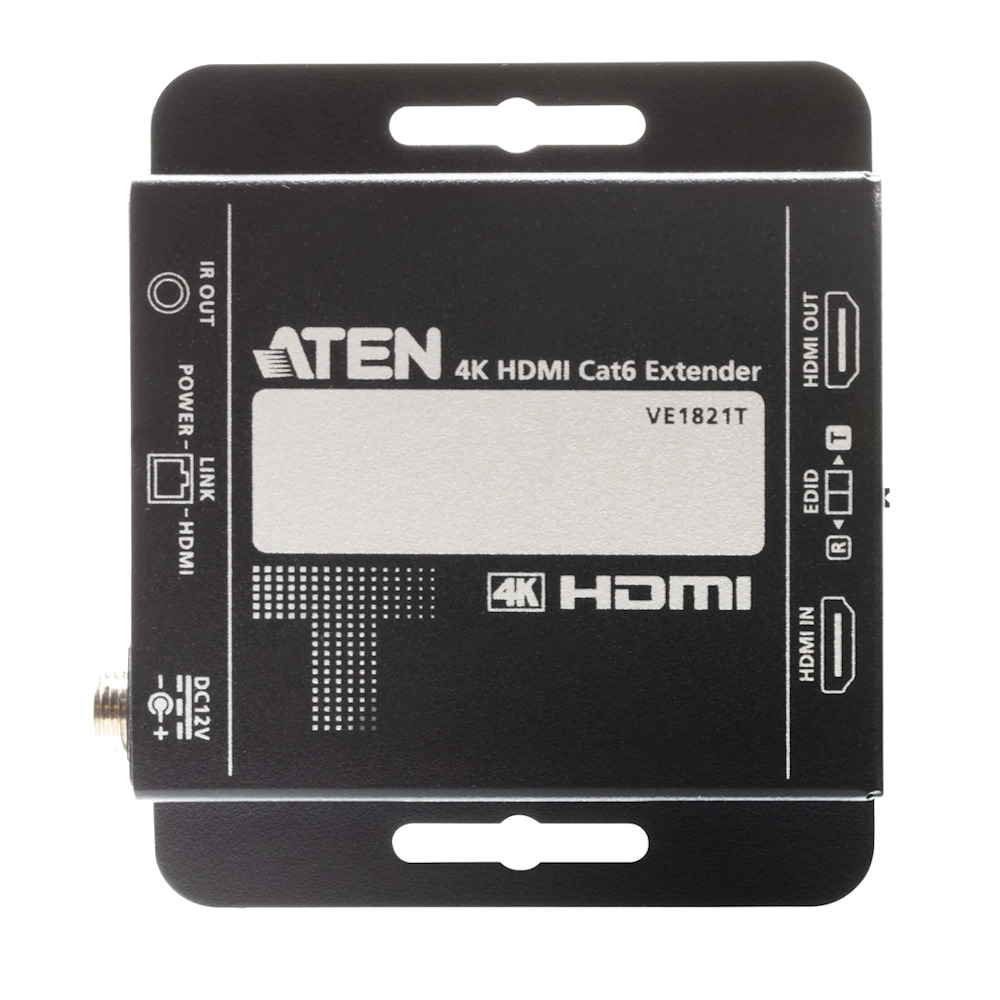 IR OUT
POWER
LINK
HDMI
DC12V
ATEN
4K HDMI Cat6 Extender
VE1821T
4K HDMI
HDMI OUT
T
EDID
R
HDMI IN